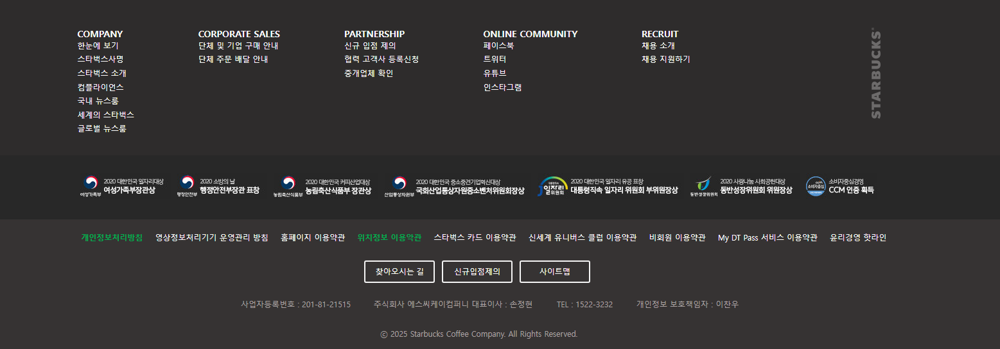 COMPANY
한눈에 보기
스타벅스사명
스타벅스 소개
컴플라이언스
국내 뉴스룸
세계의 스타벅스
글로벌 뉴스룸
CORPORATE SALES
단체 및 기업 구매 안내
단체 주문 배달 안내
PARTNERSHIP
신규 입점 제의
협력 고객사 등록신청
중개업체 확인
ONLINE COMMUNITY
페이스북
트위터
유튜브
인스타그램
RECRUIT
채용 소개
채용 지원하기
STARBUCKS
여성가족부
2020 대한민국 일자리대상
여성가족부장관상
행정안전부
2020 소방의 날
행정안전부장관 표창
농림축산식품부
2020 대한민국 커피산업대상
농림축산식품부 장관상
산업통상자원부
2020 대한민국 중소중견기업혁신대상
국회산업통상자원중소벤처위원회장상
대통령직속
일자리
위원회
2020 대한민국 일자리 유공 표창
대통령직속 일자리 위원회 부위원장상
동반성장위원회
2020 사랑나눔 사회공헌대상
동반성장위원회 위원장상
CCM
소비자중심
소비자중심경영
CCM 인증 획득
개인정보처리방침 영상정보처리기기 운영관리 방침 홈페이지 이용약관 위치정보 이용약관 스타벅스 카드 이용약관 신세계 유니버스 클럽 이용약관 비회원 이용약관 My DT Pass 서비스 이용약관 윤리경영 핫라인
찾아오시는 길 신규입점제의 사이트맵
사업자등록번호 : 201-81-21515 주식회사 에스씨케이컴퍼니 대표이사 : 손정현 TEL : 1522-3232 개인정보 보호책임자 : 이찬우
ⓒ 2025 Starbucks Coffee Company. All Rights Reserved.